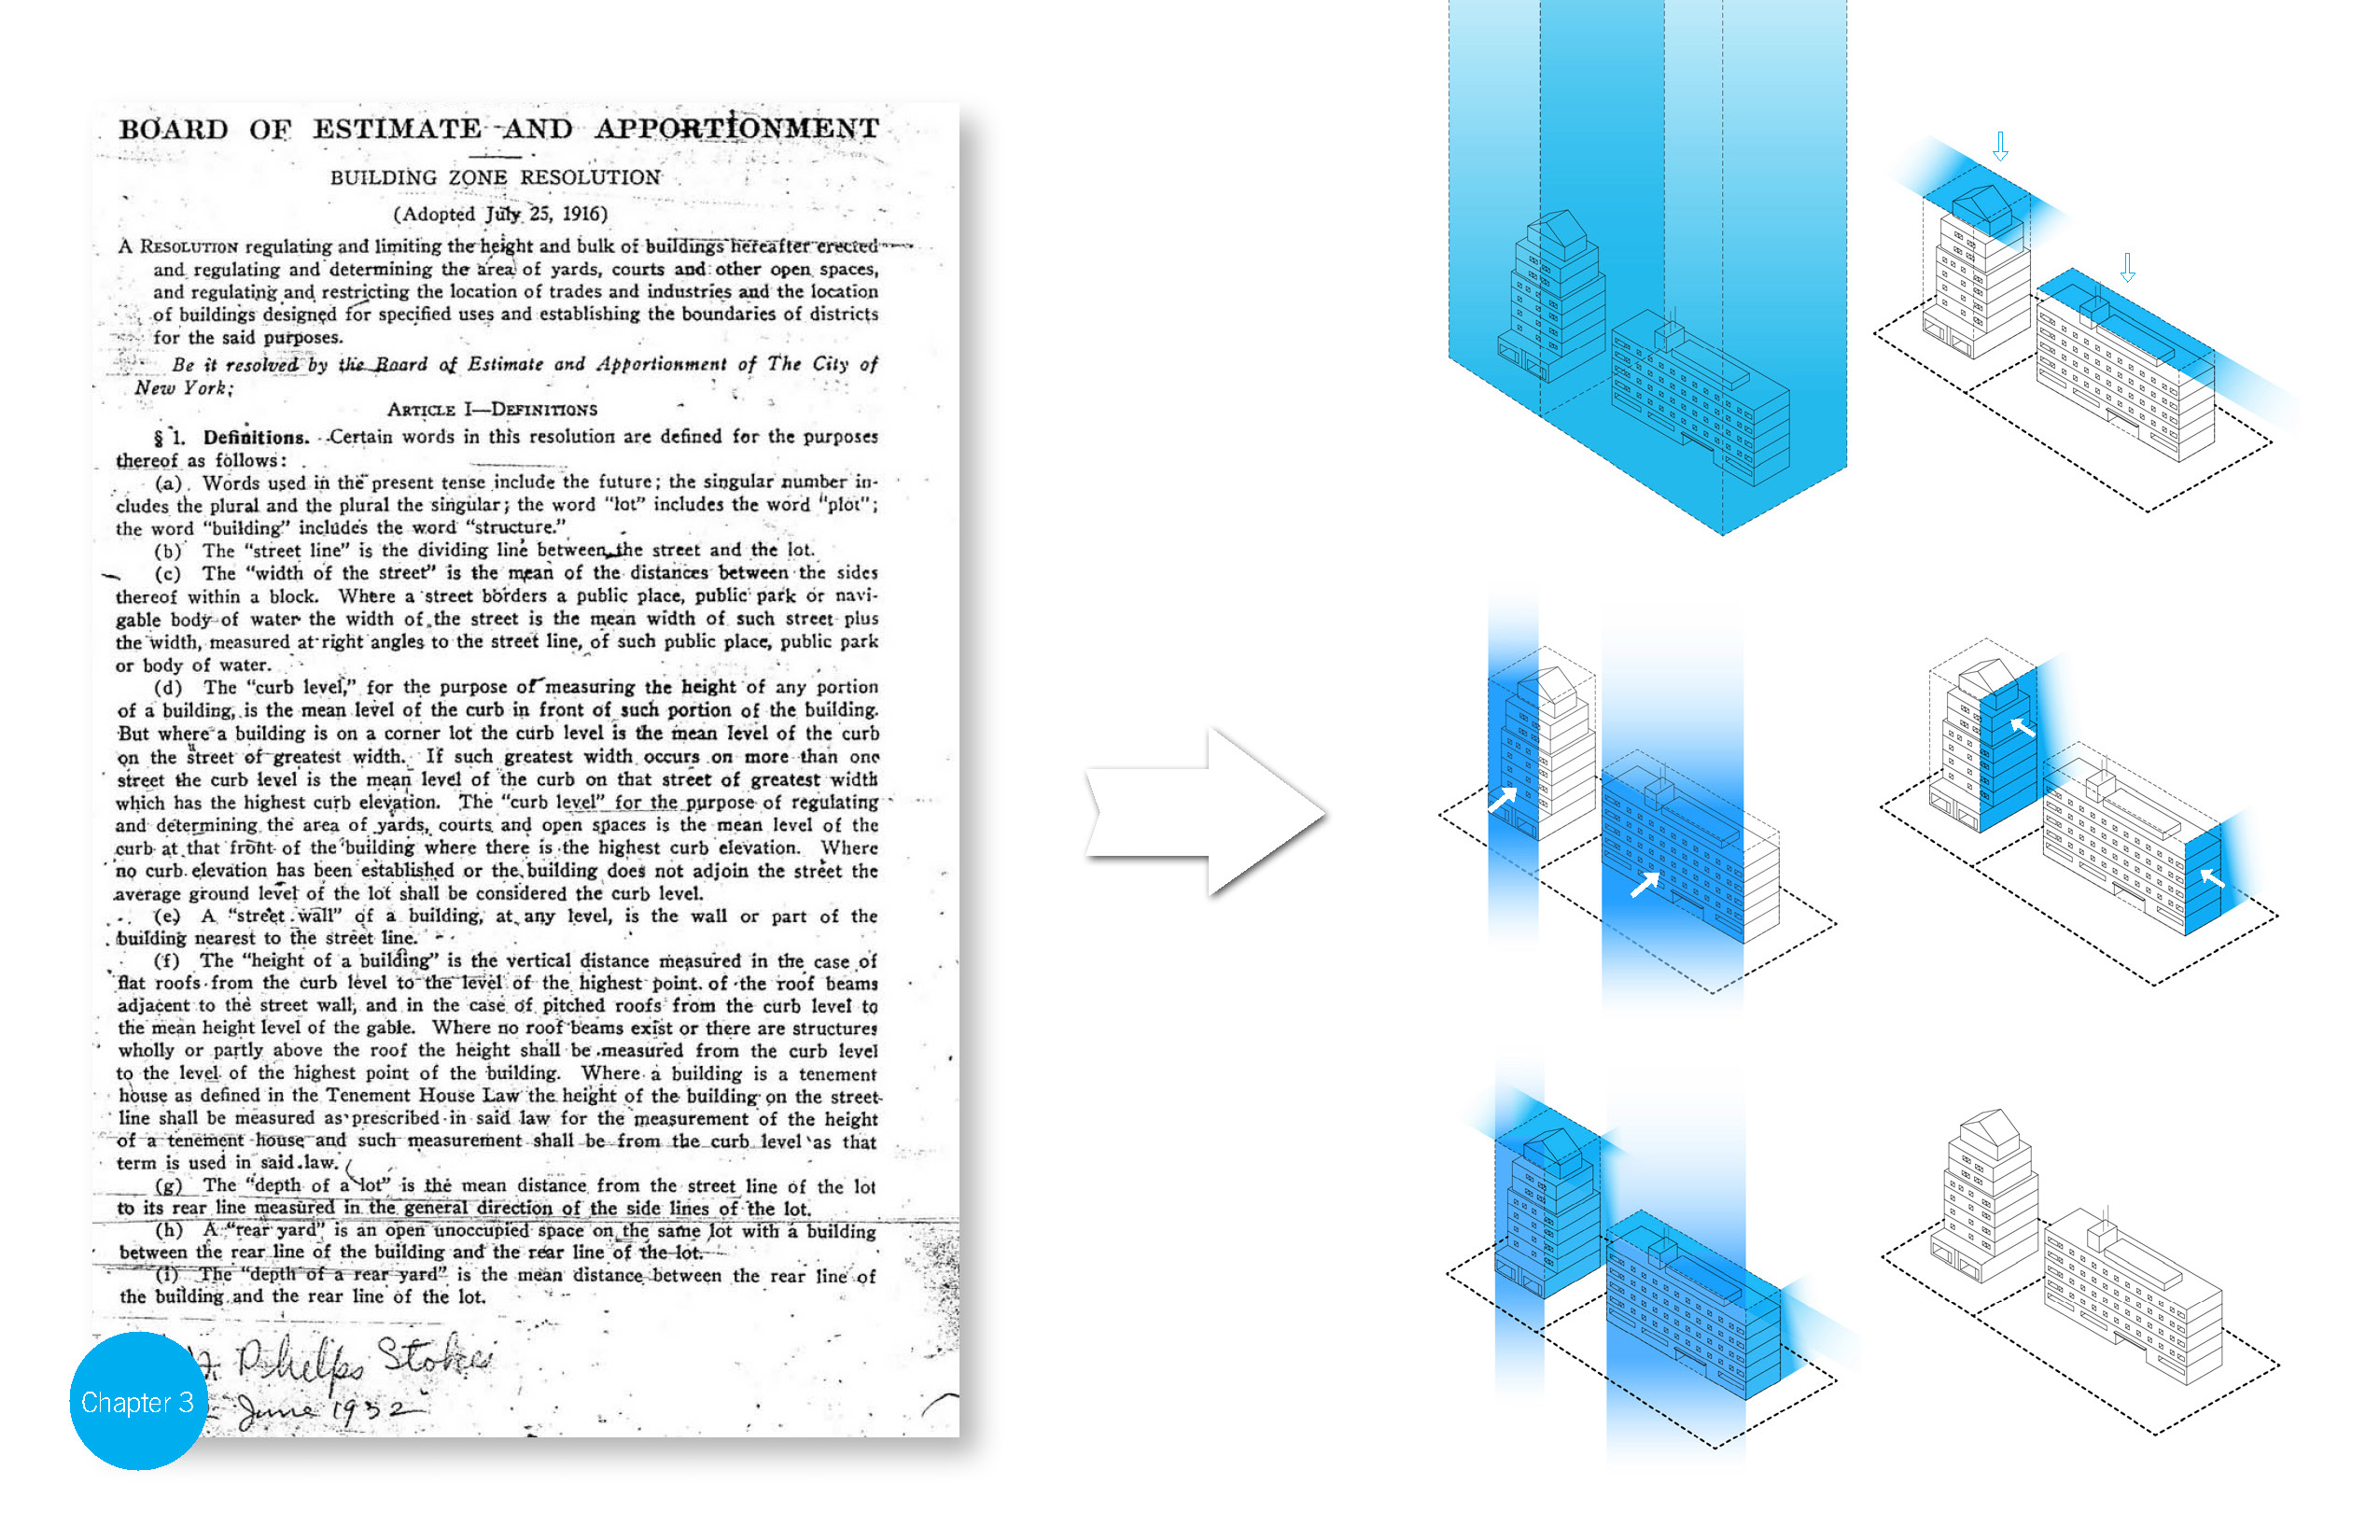 BOARD OF ESTIMATE AND APPORTIONMENT
BUILDING ZONE RESOLUTION
(Adopted July 25, 1916)
A RESOLUTION regulating and limiting the height and bulk of buildings hereafter erected
and regulating and determining the area of yards, courts and other open spaces,
and regulating and restricting the location of trades and industries and the location
of buildings designed for specified uses and establishing the boundaries of districts
for the said purposes.
Be it resolved by the Board of Estimate and Apportionment of The City of
New York;
ARTICLE I—DEFINITIONS
§ 1. Definitions. Certain words in this resolution are defined for the purposes
thereof as follows:
(a) Words used in the present tense include the future; the singular number in-
cludes the plural and the plural the singular; the word "lot" includes the word "plot";
the word "building" includes the word "structure."
(b) The "street line" is the dividing line between the street and the lot.
(c) The "width of the street" is the mean of the distances between the sides
thereof within a block. Where a street borders a public place, public park or navi-
gable body of water the width of the street is the mean width of such street plus
the width, measured at right angles to the street line, of such public place, public park
or body of water.
(d) The "curb level," for the purpose of measuring the height of any portion
of a building, is the mean level of the curb in front of such portion of the building.
But where a building is on a corner lot the curb level is the mean level of the curb
on the street of greatest width. If such greatest width occurs on more than one
street the curb level is the mean level of the curb on that street of greatest width
which has the highest curb elevation. The "curb level" for the purpose of regulating
and determining the area of yards, courts and open spaces is the mean level of the
curb at that front of the building where there is the highest curb elevation. Where
no curb elevation has been established or the building does not adjoin the street the
average ground level of the lot shall be considered the curb level.
(e) A "street wall" of a building, at any level, is the wall or part of the
building nearest to the street line.
(f) The "height of a building" is the vertical distance measured in the case of
flat roofs from the curb level to the level of the highest point of the roof beams
adjacent to the street wall, and in the case of pitched roofs from the curb level to
the mean height level of the gable. Where no roof beams exist or there are structures
wholly or partly above the roof the height shall be measured from the curb level
to the level of the highest point of the building. Where a building is a tenement
house as defined in the Tenement House Law the height of the building on the street
line shall be measured as prescribed in said law for the measurement of the height
of a tenement house and such measurement shall be from the curb level as that
term is used in said law.
(g) The "depth of a lot" is the mean distance from the street line of the lot
to its rear line measured in the general direction of the side lines of the lot.
(h) A "rear yard" is an open unoccupied space on the same lot with a building
between the rear line of the building and the rear line of the lot.
(i) The "depth of a rear yard" is the mean distance between the rear line of
the building and the rear line of the lot.
Phelps Stokes
June 1932
Chapter 3